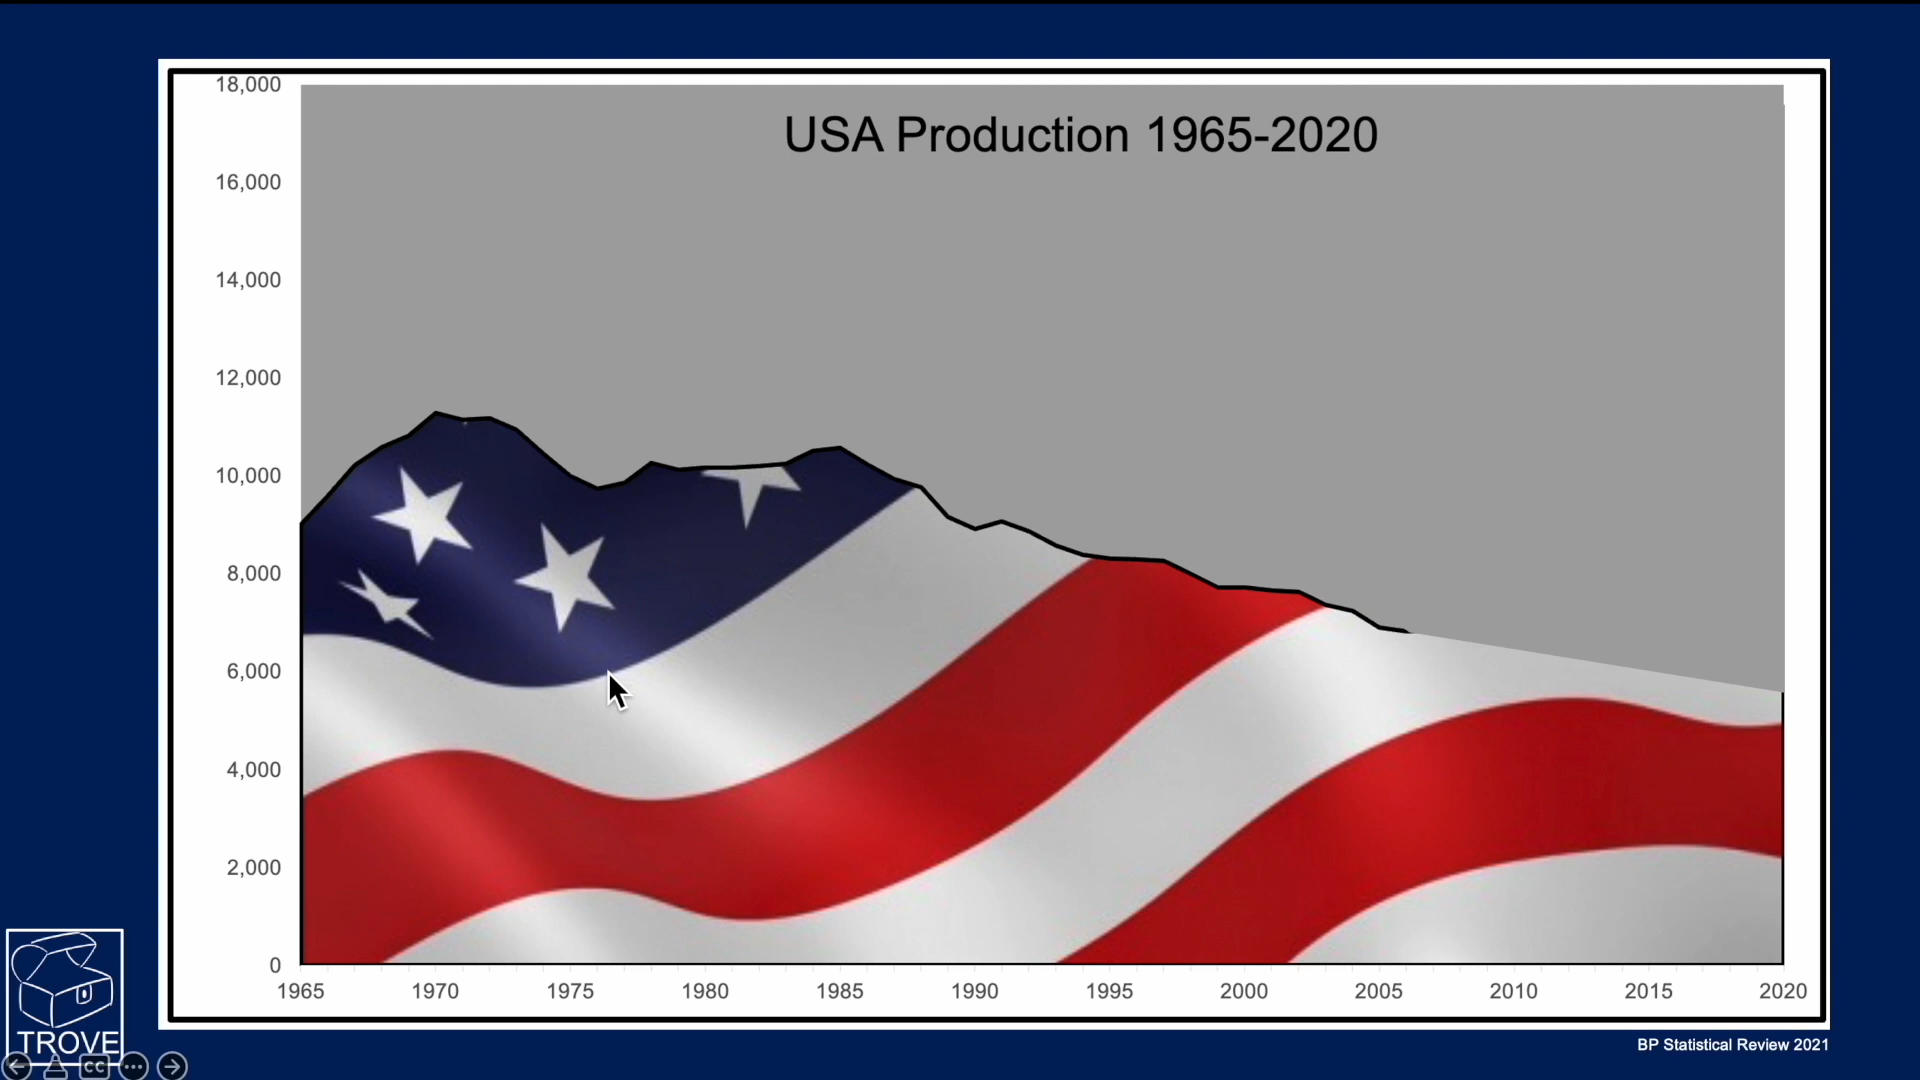 18,000
USA Production 1965-2020
16,000
14,000
12,000
10,000
8,000
6,000
4,000
2,000
0
1965 1970 1975 1980 1985 1990 1995 2000 2005 2010 2015 2020
TROVE
BP Statistical Review 2021
CC